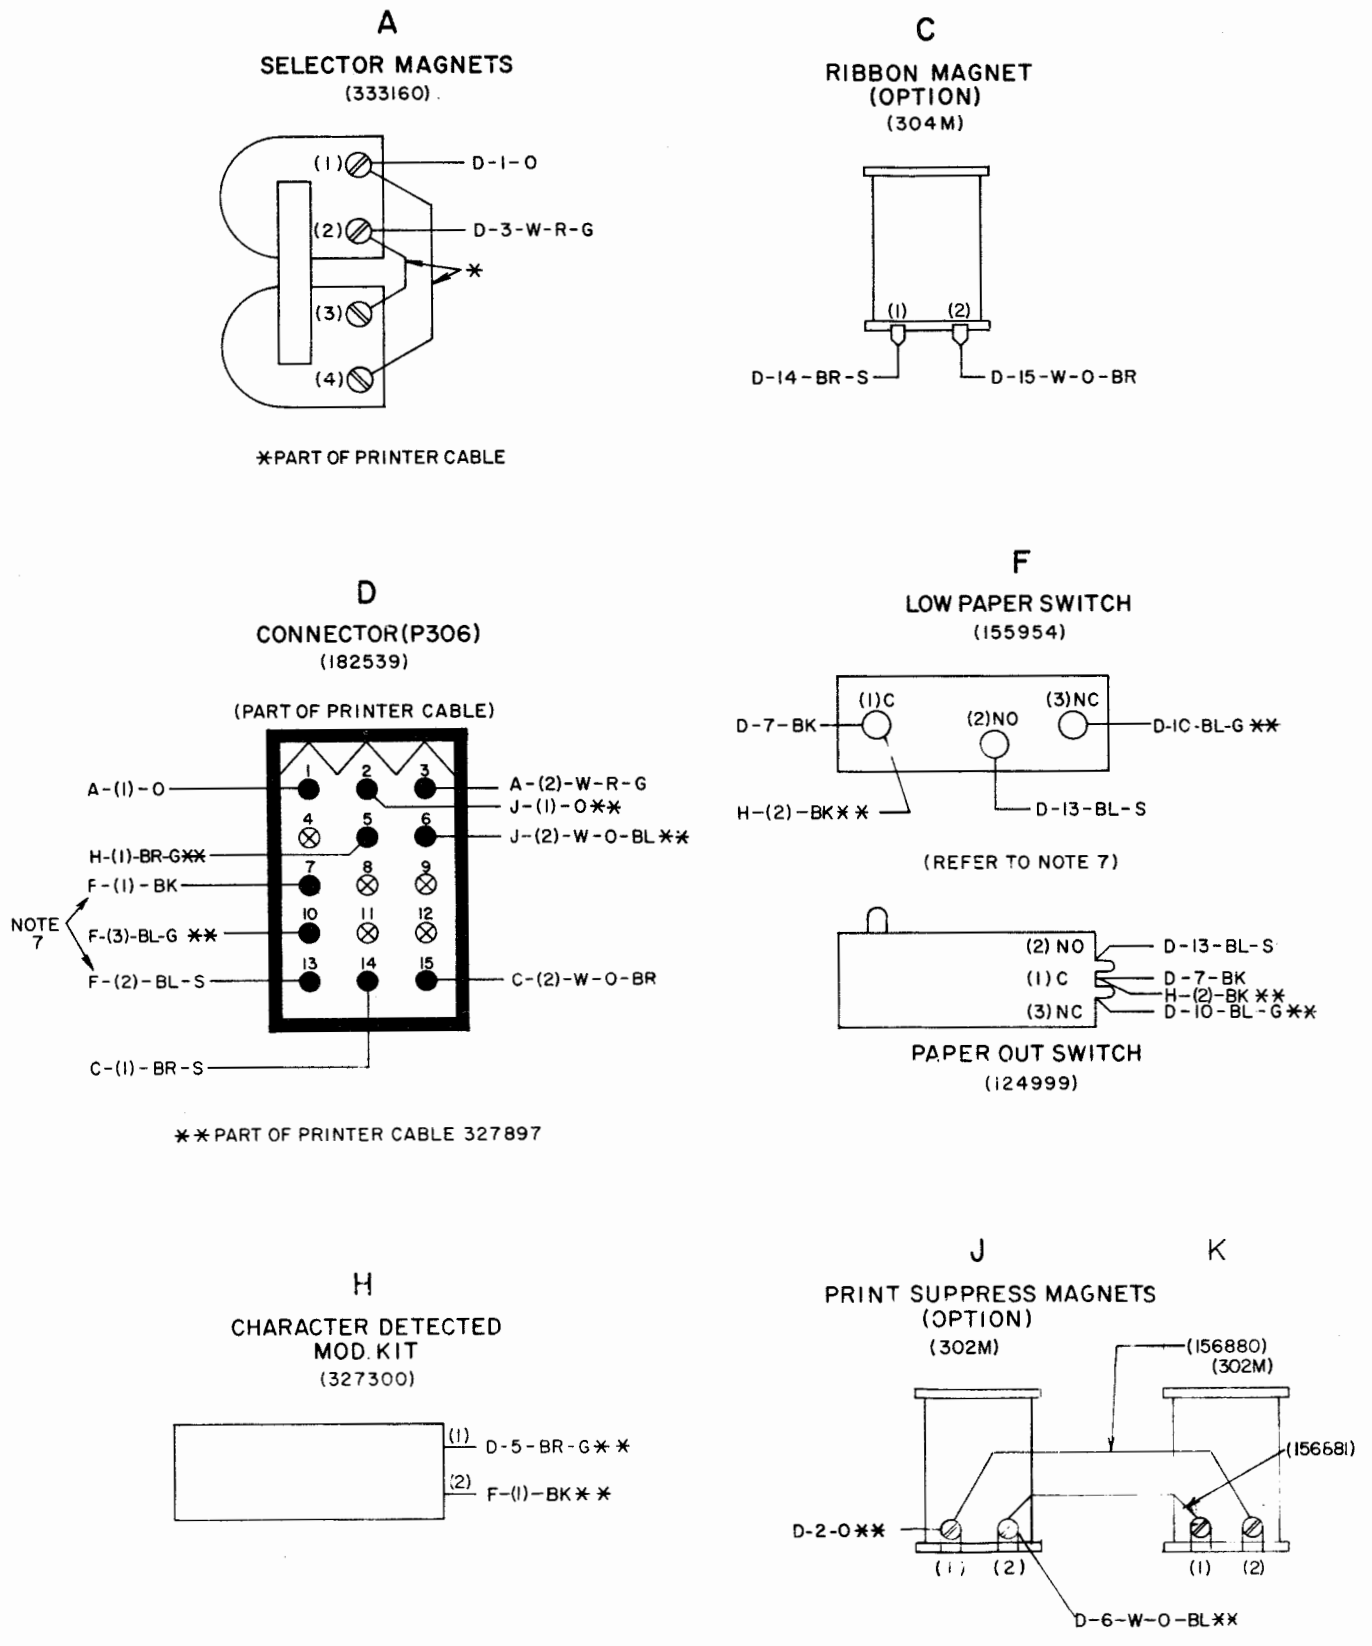 A
SELECTOR MAGNETS
(333160)
(1)
D-1-O
(2)
D-3-W-R-G
*
(3)
(4)
*PART OF PRINTER CABLE
C
RIBBON MAGNET
(OPTION)
(304M)
(1) (2)
D-14-BR-S
D-15-W-O-BR
D
CONNECTOR(P306)
(182539)
(PART OF PRINTER CABLE)
1 2 3
A-(1)-O
A-(2)-W-R-G
J-(1)-O**
4 5 6
J-(2)-W-O-BL**
H-(1)-BR-G**
7 8 9
F-(1)-BK
NOTE
7
10 11 12
F-(3)-BL-G **
13 14 15
F-(2)-BL-S
C-(2)-W-O-BR
C-(1)-BR-S
**PART OF PRINTER CABLE 327897
F
LOW PAPER SWITCH
(155954)
(1)C
(2)NO
(3)NC
D-7-BK
D-1C-BL-G **
H-(2)-BK**
D-13-BL-S
(REFER TO NOTE 7)
(2) NO
D-13-BL-S
(1) C
D-7-BK
H-(2)-BK **
(3) NC
D-10-BL-G**
PAPER OUT SWITCH
(124999)
H
CHARACTER DETECTED
MOD. KIT
(327300)
(1)
D-5-BR-G**
(2)
F-(1)-BK**
J K
PRINT SUPPRESS MAGNETS
(OPTION)
(302M)
(156880)
(302M)
(156881)
D-2-O**
(1) (2)
(1) (2)
D-6-W-O-BL**